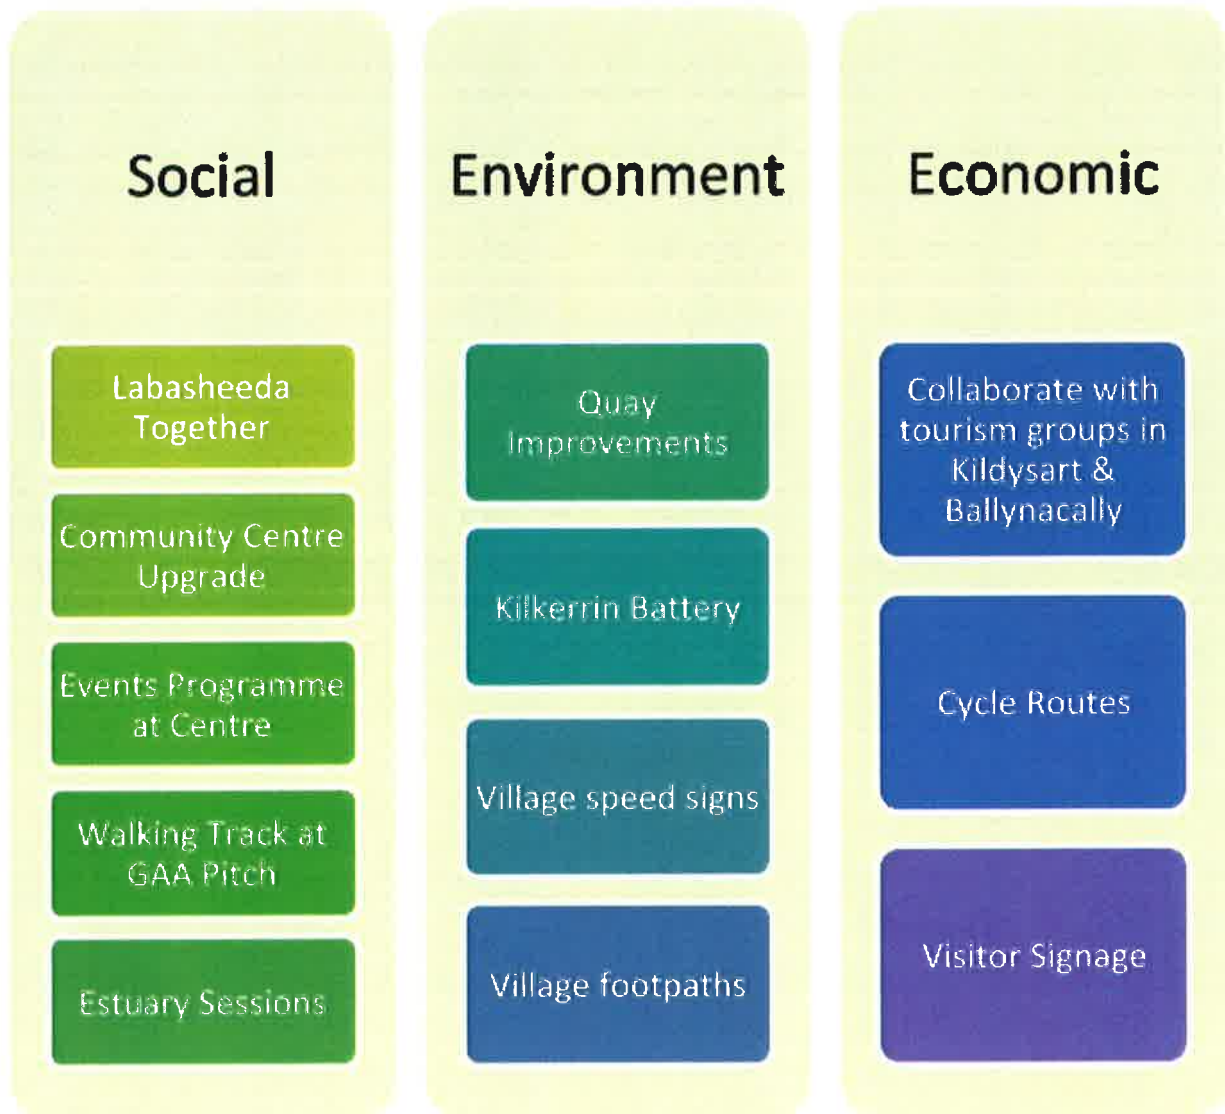 Social
Labasheeda
Together
Community Centre
Upgrade
Events Programme
at Centre
Walking Track at
GAA Pitch
Estuary Sessions
Environment
Quay
Improvements
Kilkerrin Battery
Village speed signs
Village footpaths
Economic
Collaborate with
tourism groups in
Kildysart &
Ballynacally
Cycle Routes
Visitor Signage